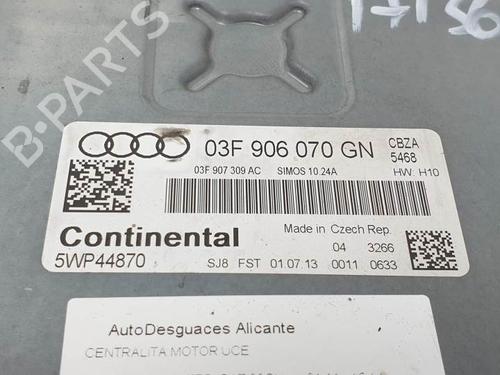 03F 906 070 GN
CBZA
5468
03F 907 309 AC SIMOS 10.24A
HW: H10
Made in Czech Rep.
Continental
04 3266
5WP44870
SJ8 FST 01.07.13 0011 0633
AutoDesguaces Alicante
CENTRALITA MOTOR UCE
B-PARTS